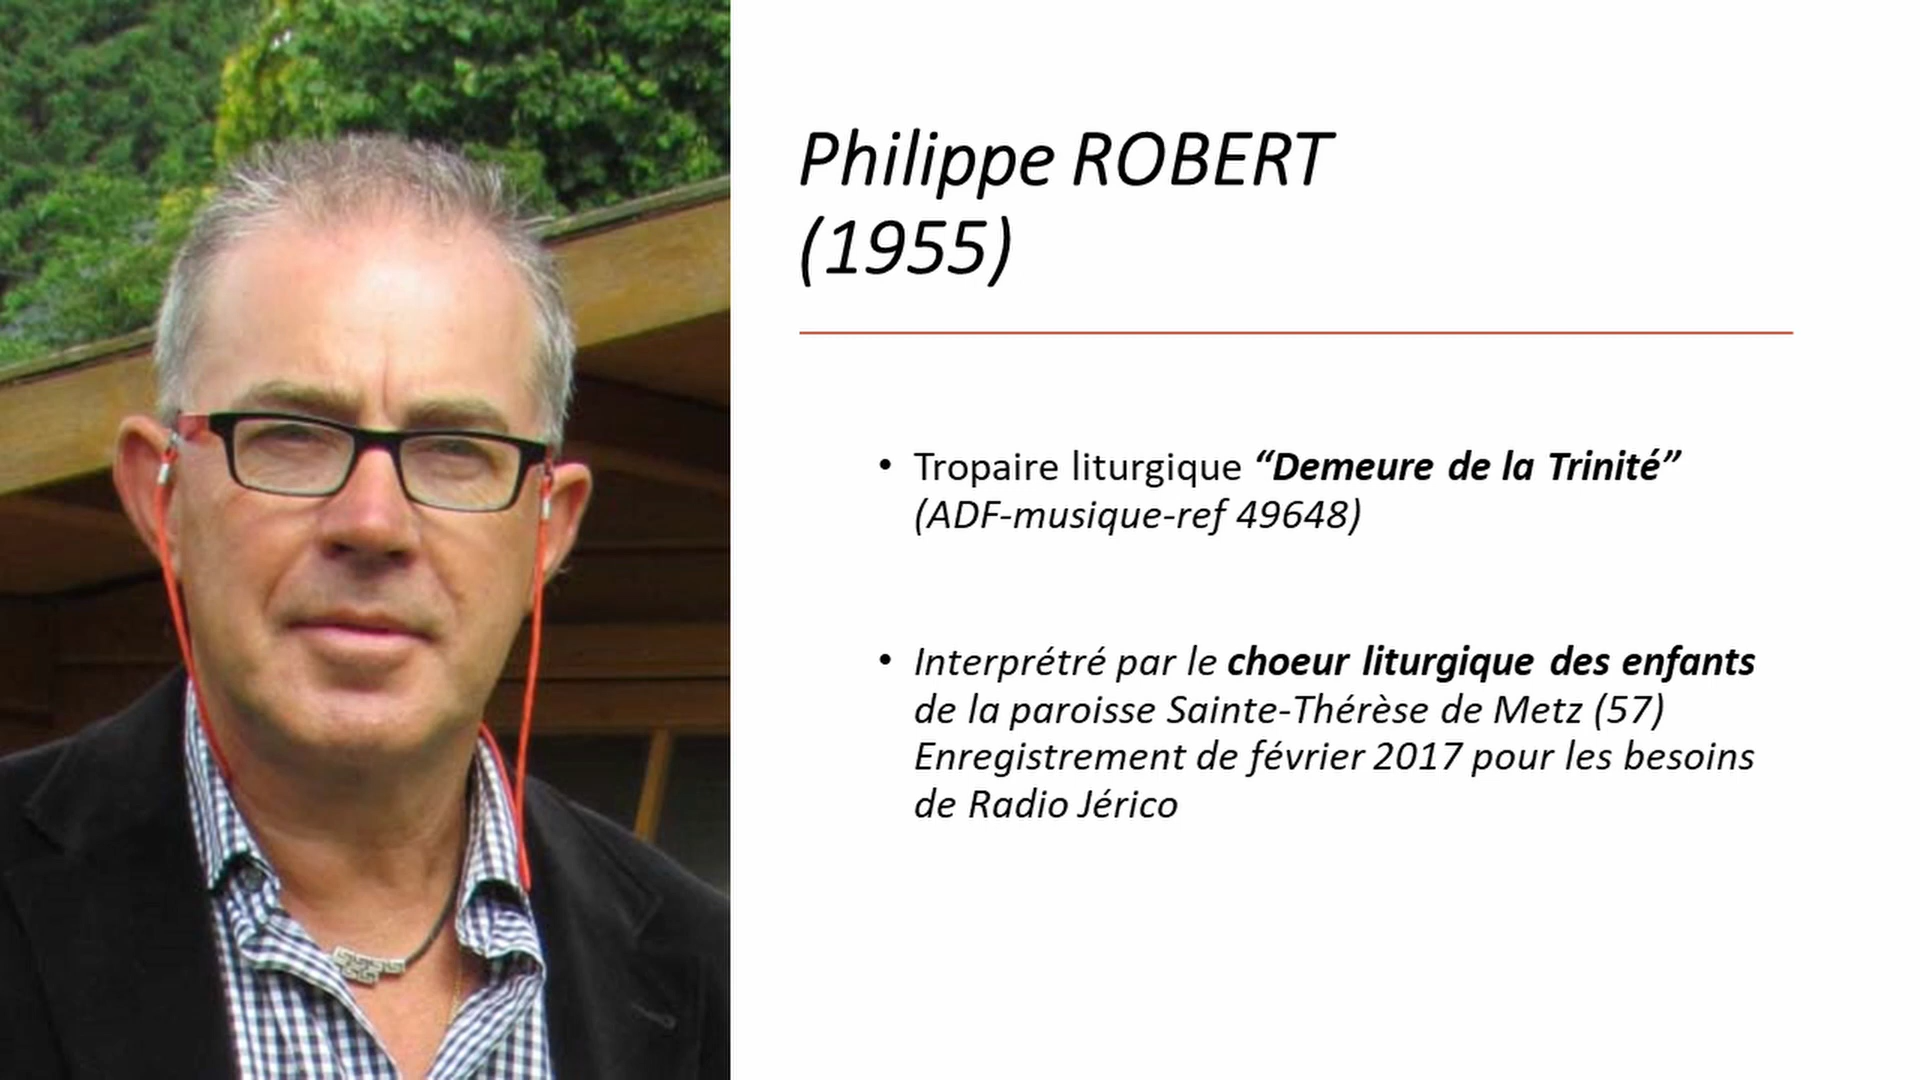 Philippe ROBERT
(1955)
• Tropaire liturgique “Demeure de la Trinité”
(ADF-musique-ref 49648)
• Interprétré par le choeur liturgique des enfants
de la paroisse Sainte-Thérèse de Metz (57)
Enregistrement de février 2017 pour les besoins
de Radio Jérico